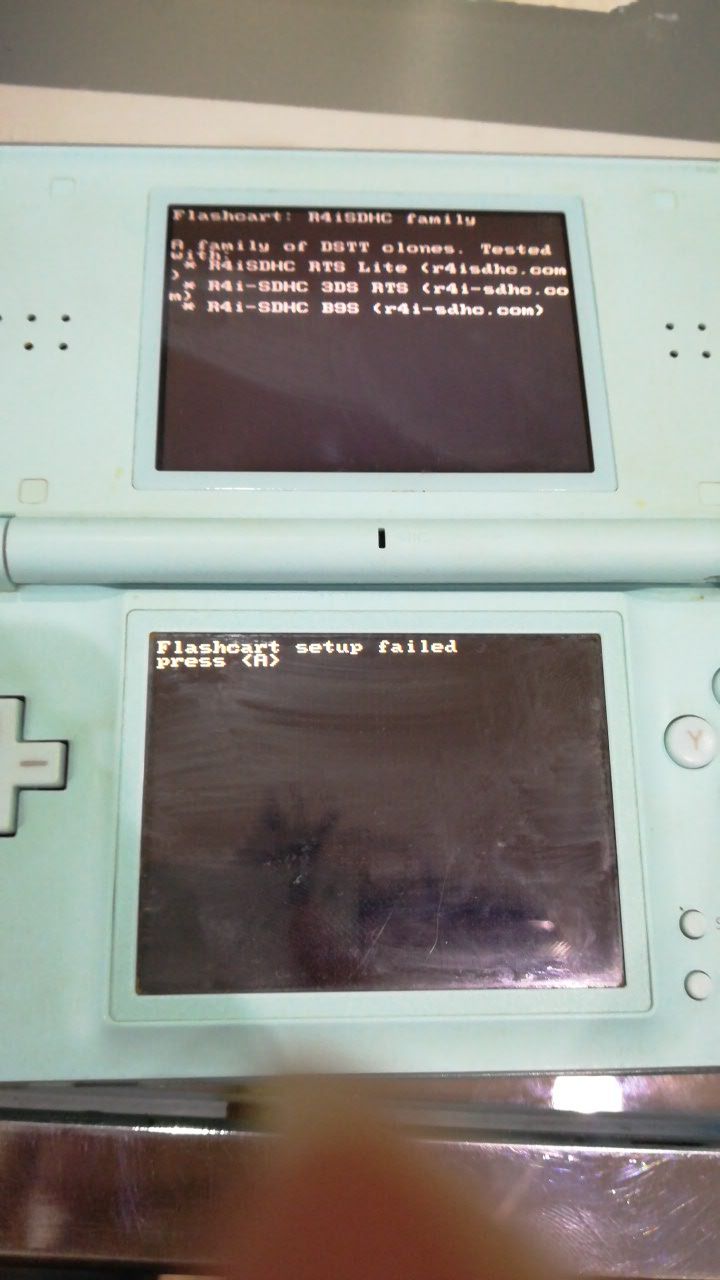 Flashcart: R4iSDHC family
A family of DSTT clones. Tested
with:
* R4iSDHC RTS Lite (r4isdhc.com
)
* R4i-SDHC 3DS RTS (r4i-sdhc.co
m)
* R4i-SDHC B9S (r4i-sdhc.com)
Flashcart setup failed
press <A>
Y
S